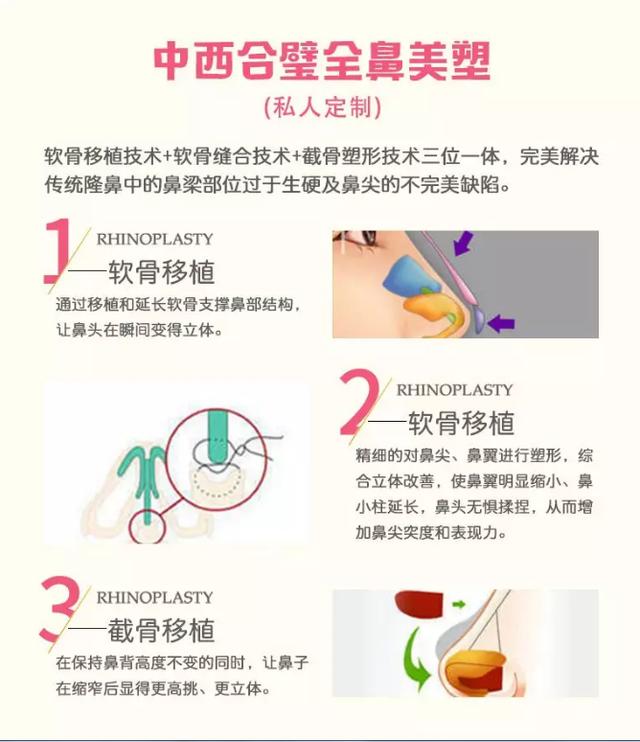 中西合璧全鼻美塑
(私人定制)
软骨移植技术+软骨缝合技术+截骨塑形技术三位一体，完美解决
传统隆鼻中的鼻梁部位过于生硬及鼻尖的不完美缺陷。
1 RHINOPLASTY
软骨移植
通过移植和延长软骨支撑鼻部结构，
让鼻头在瞬间变得立体。
2 RHINOPLASTY
软骨移植
精细的对鼻尖、鼻翼进行塑形，综
合立体改善，使鼻翼明显缩小、鼻
小柱延长，鼻头无惧揉捏，从而增
加鼻尖突度和表现力。
3 RHINOPLASTY
截骨移植
在保持鼻背高度不变的同时，让鼻子
在缩窄后显得更高挑、更立体。